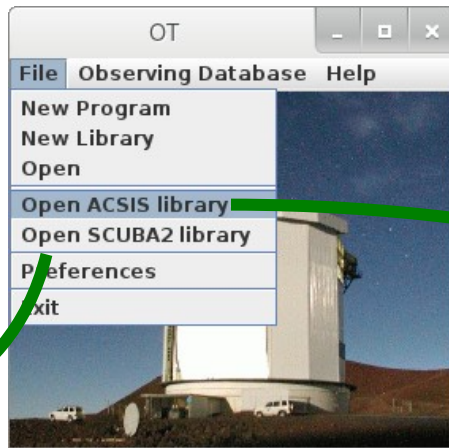 OT
File Observing Database Help
New Program
New Library
Open
Open ACSIS library
Open SCUBA2 library
Preferences
Exit